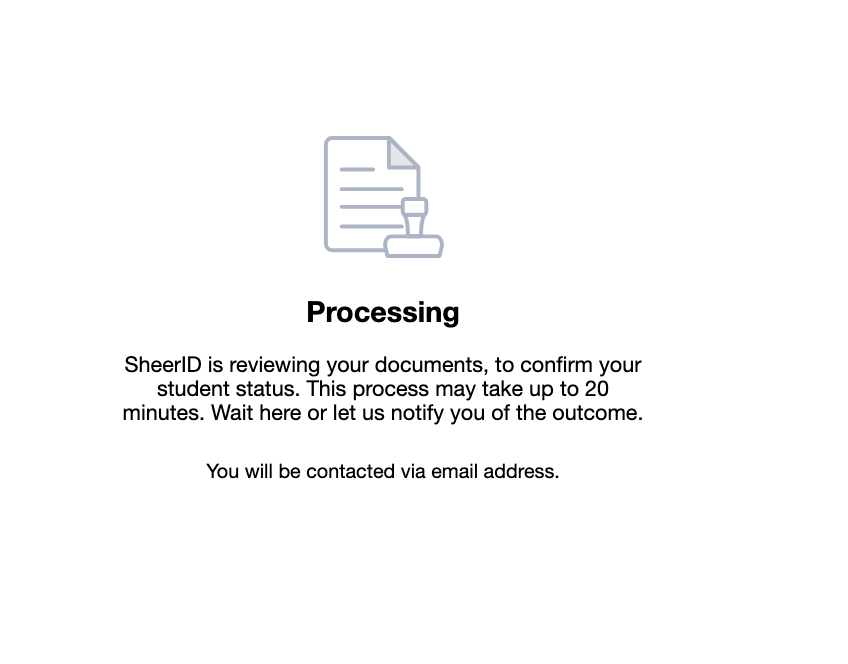 Processing
SheerID is reviewing your documents, to confirm your
student status. This process may take up to 20
minutes. Wait here or let us notify you of the outcome.
You will be contacted via email address.